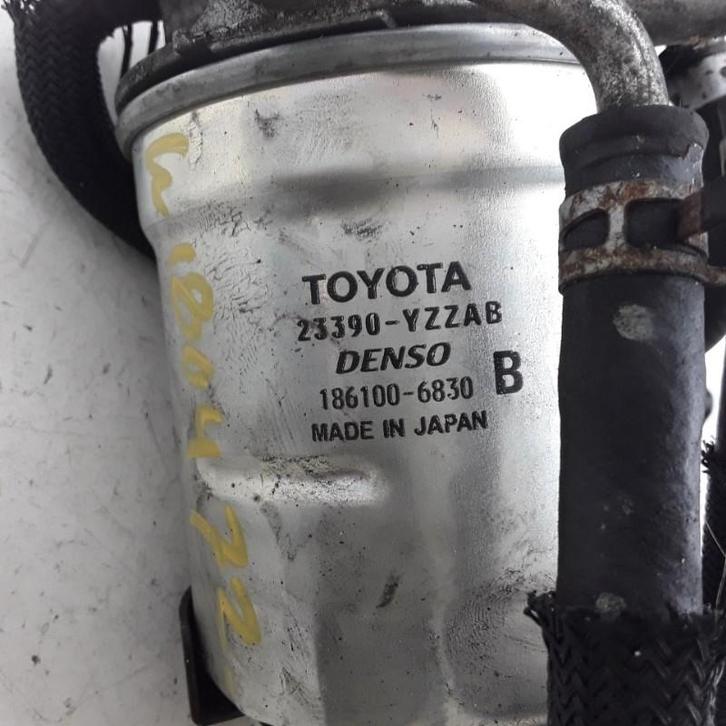 TOYOTA
23390-YZZAB
DENSO
186100-6830 B
MADE IN JAPAN